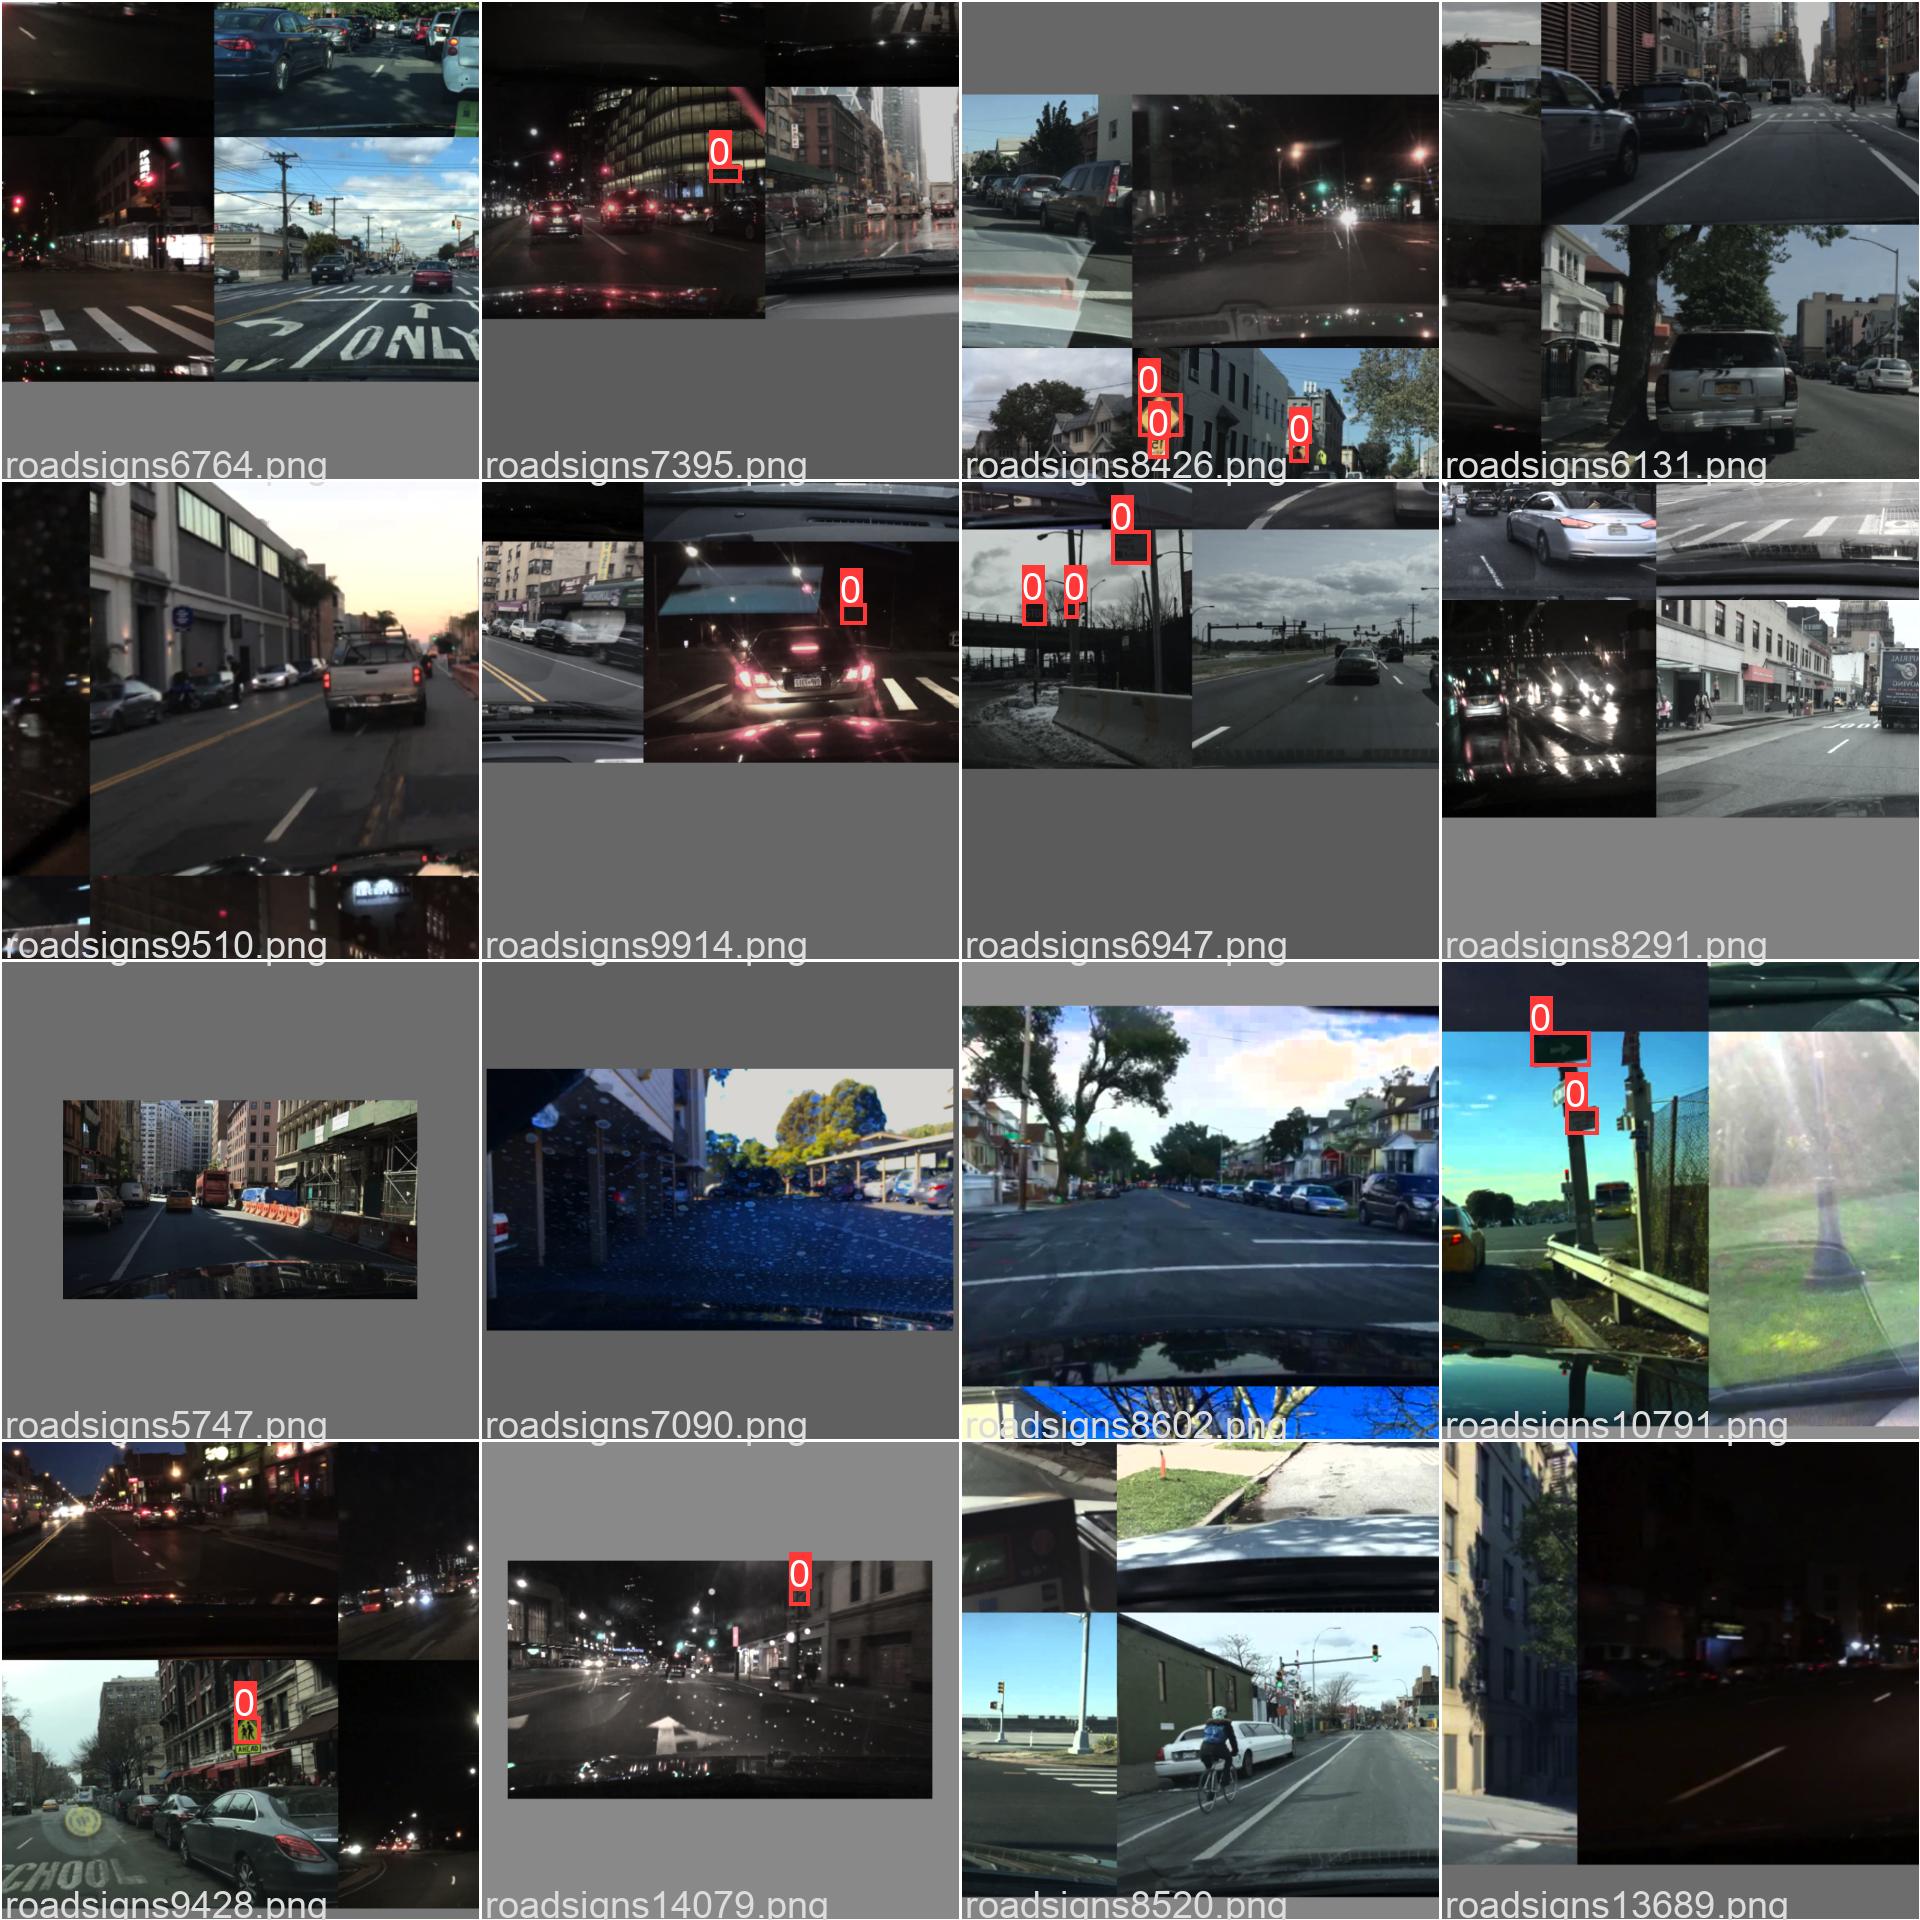 0
0
0
0
ONLY
roadsigns6764.png
roadsigns7395.png
roadsigns8426.png
roadsigns6131.png
0
0
0
0
roadsigns9510.png
roadsigns9914.png
roadsigns6947.png
roadsigns8291.png
0
0
roadsigns5747.png
roadsigns7090.png
roadsigns8602.png
roadsigns10791.png
0
0
AHEAD
SCHOOL
roadsigns9428.png
roadsigns14079.png
roadsigns8520.png
roadsigns13689.png